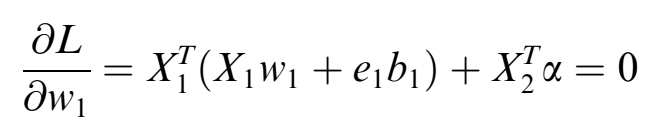 ∂L/∂w₁ = X₁ᵀ(X₁w₁ + e₁b₁) + X₂ᵀα = 0